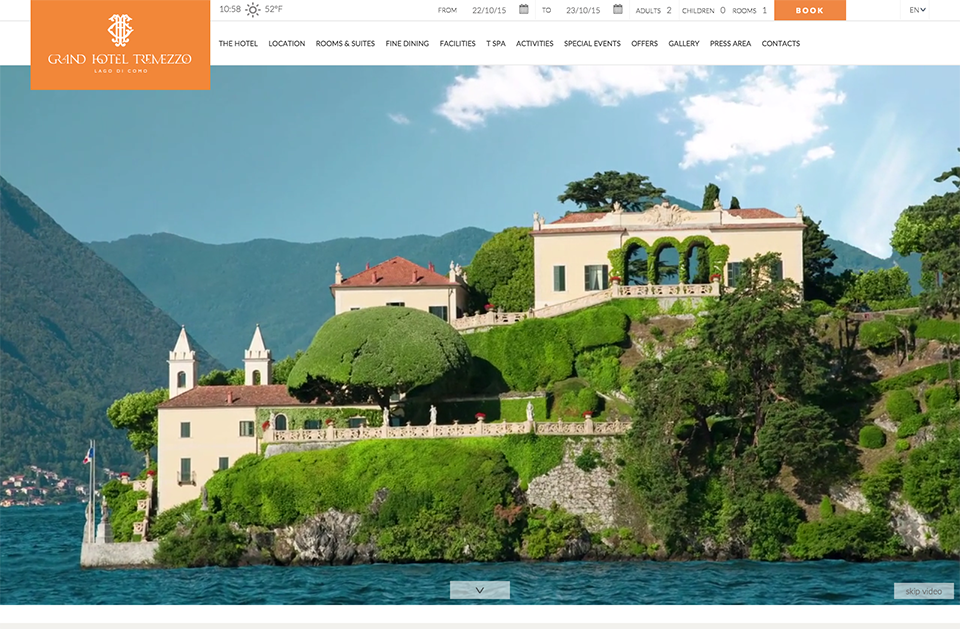 10:58 52°F
FROM 22/10/15 TO 23/10/15 ADULTS 2 CHILDREN 0 ROOMS 1 BOOK EN
GRAND HOTEL TREMEZZO
LAGO DI COMO
THE HOTEL LOCATION ROOMS & SUITES FINE DINING FACILITIES T SPA ACTIVITIES SPECIAL EVENTS OFFERS GALLERY PRESS AREA CONTACTS
skip video